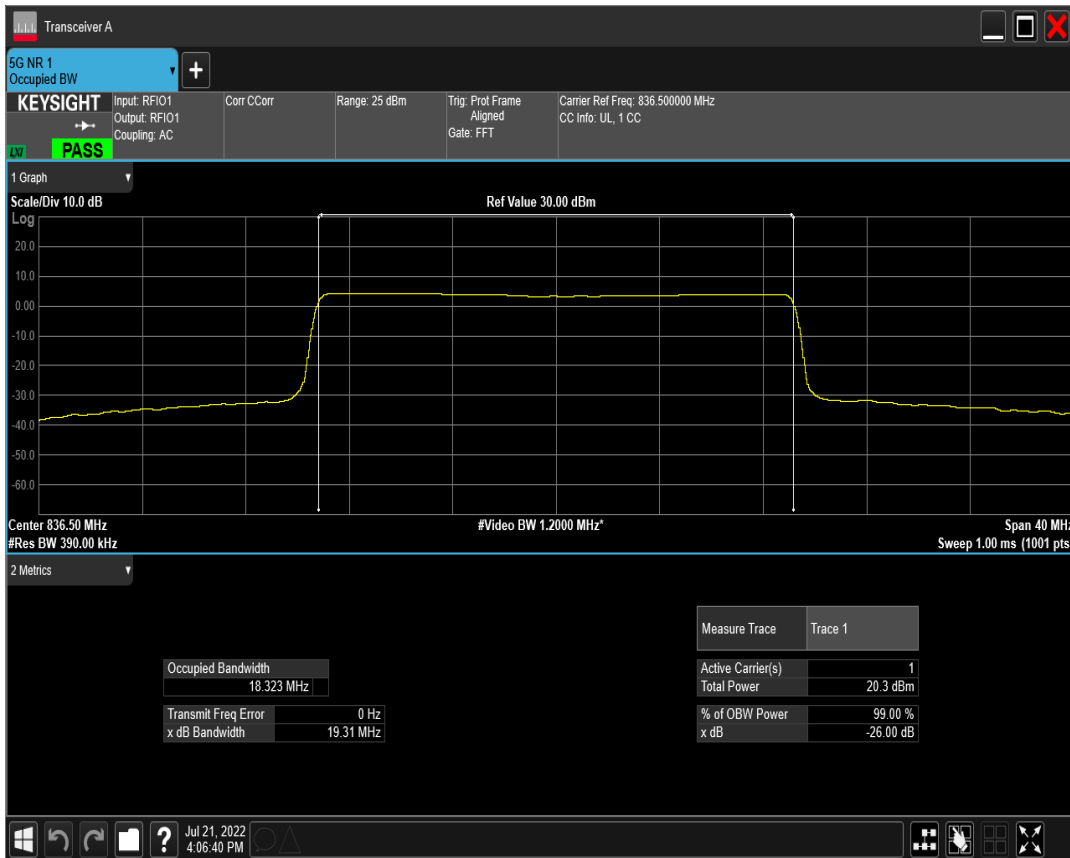 Transceiver A
5G NR 1
Occupied BW
+
KEYSIGHT
LXI
PASS
Input: RFIO1
Output: RFIO1
Coupling: AC
Corr CCorr
Range: 25 dBm
Trig: Prot Frame
Aligned
Gate: FFT
Carrier Ref Freq: 836.500000 MHz
CC Info: UL, 1 CC
1 Graph
Scale/Div 10.0 dB
Ref Value 30.00 dBm
Log
20.0
10.0
0.00
-10.0
-20.0
-30.0
-40.0
-50.0
-60.0
Center 836.50 MHz
#Video BW 1.2000 MHz*
Span 40 MHz
#Res BW 390.00 kHz
Sweep 1.00 ms (1001 pts
2 Metrics
Measure Trace Trace 1
Occupied Bandwidth
18.323 MHz
Active Carrier(s) 1
Total Power 20.3 dBm
Transmit Freq Error 0 Hz
x dB Bandwidth 19.31 MHz
% of OBW Power 99.00 %
x dB -26.00 dB
?
Jul 21, 2022
4:06:40 PM